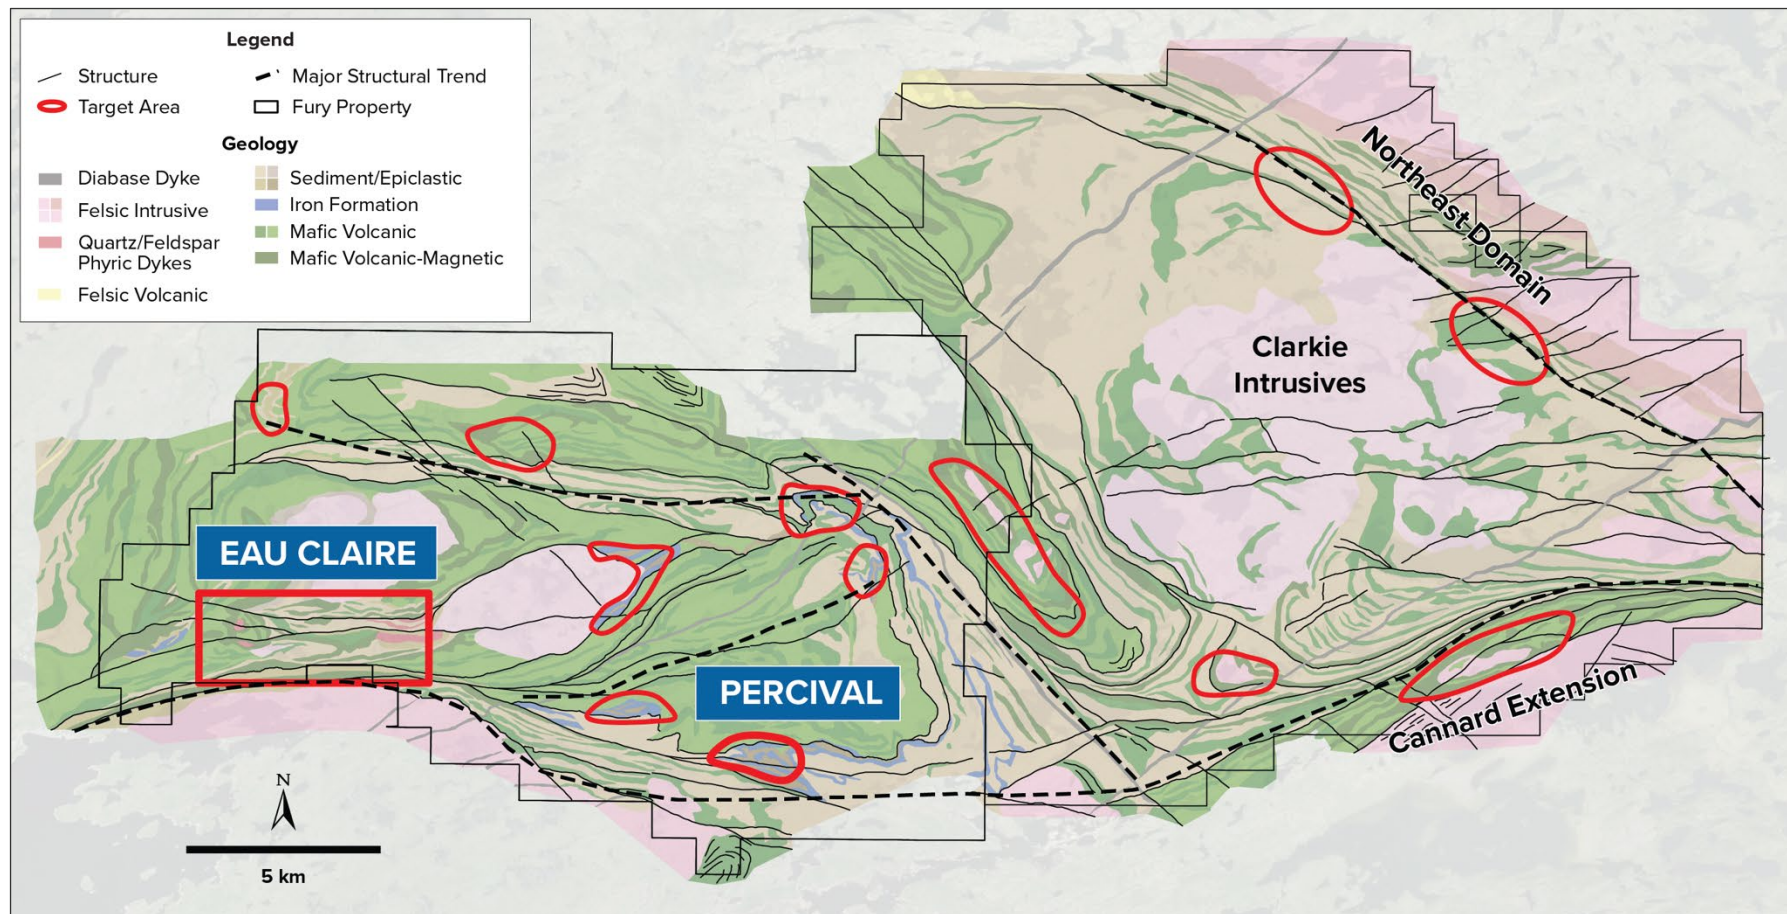 Legend
Structure
Major Structural Trend
Target Area
Fury Property
Geology
Diabase Dyke
Sediment/Epiclastic
Felsic Intrusive
Iron Formation
Quartz/Feldspar
Phyric Dykes
Mafic Volcanic
Mafic Volcanic-Magnetic
Felsic Volcanic
Northeast Domain
Clarkie
Intrusives
EAU CLAIRE
PERCIVAL
Cannard Extension
N
5 km